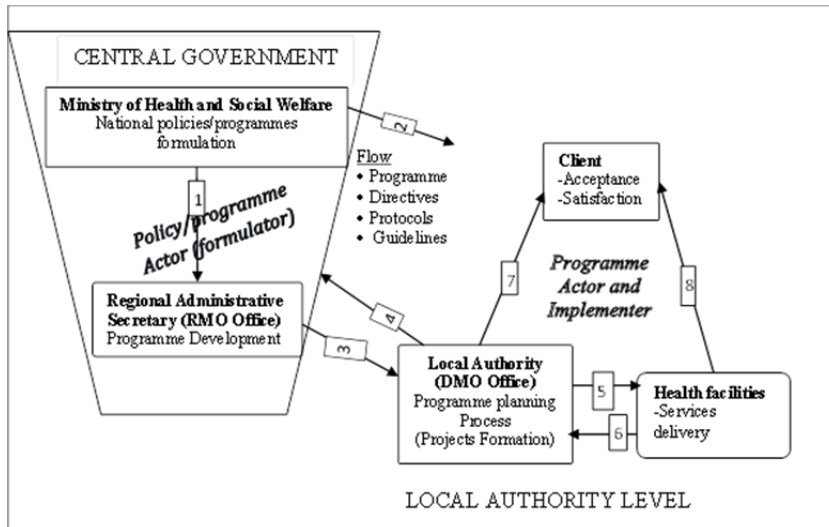 CENTRAL GOVERNMENT
Ministry of Health and Social Welfare
National policies/programmes
formulation
1
2
Flow
• Programme
• Directives
• Protocols
• Guidelines
Policy/programme
Actor (formulator)
Regional Administrative
Secretary (RMO Office)
Programme Development
3
4
Client
-Acceptance
-Satisfaction
7
Programme
Actor and
Implementer
8
Local Authority
(DMO Office)
Programme planning
Process
(Projects Formation)
5
6
Health facilities
-Services
delivery
LOCAL AUTHORITY LEVEL